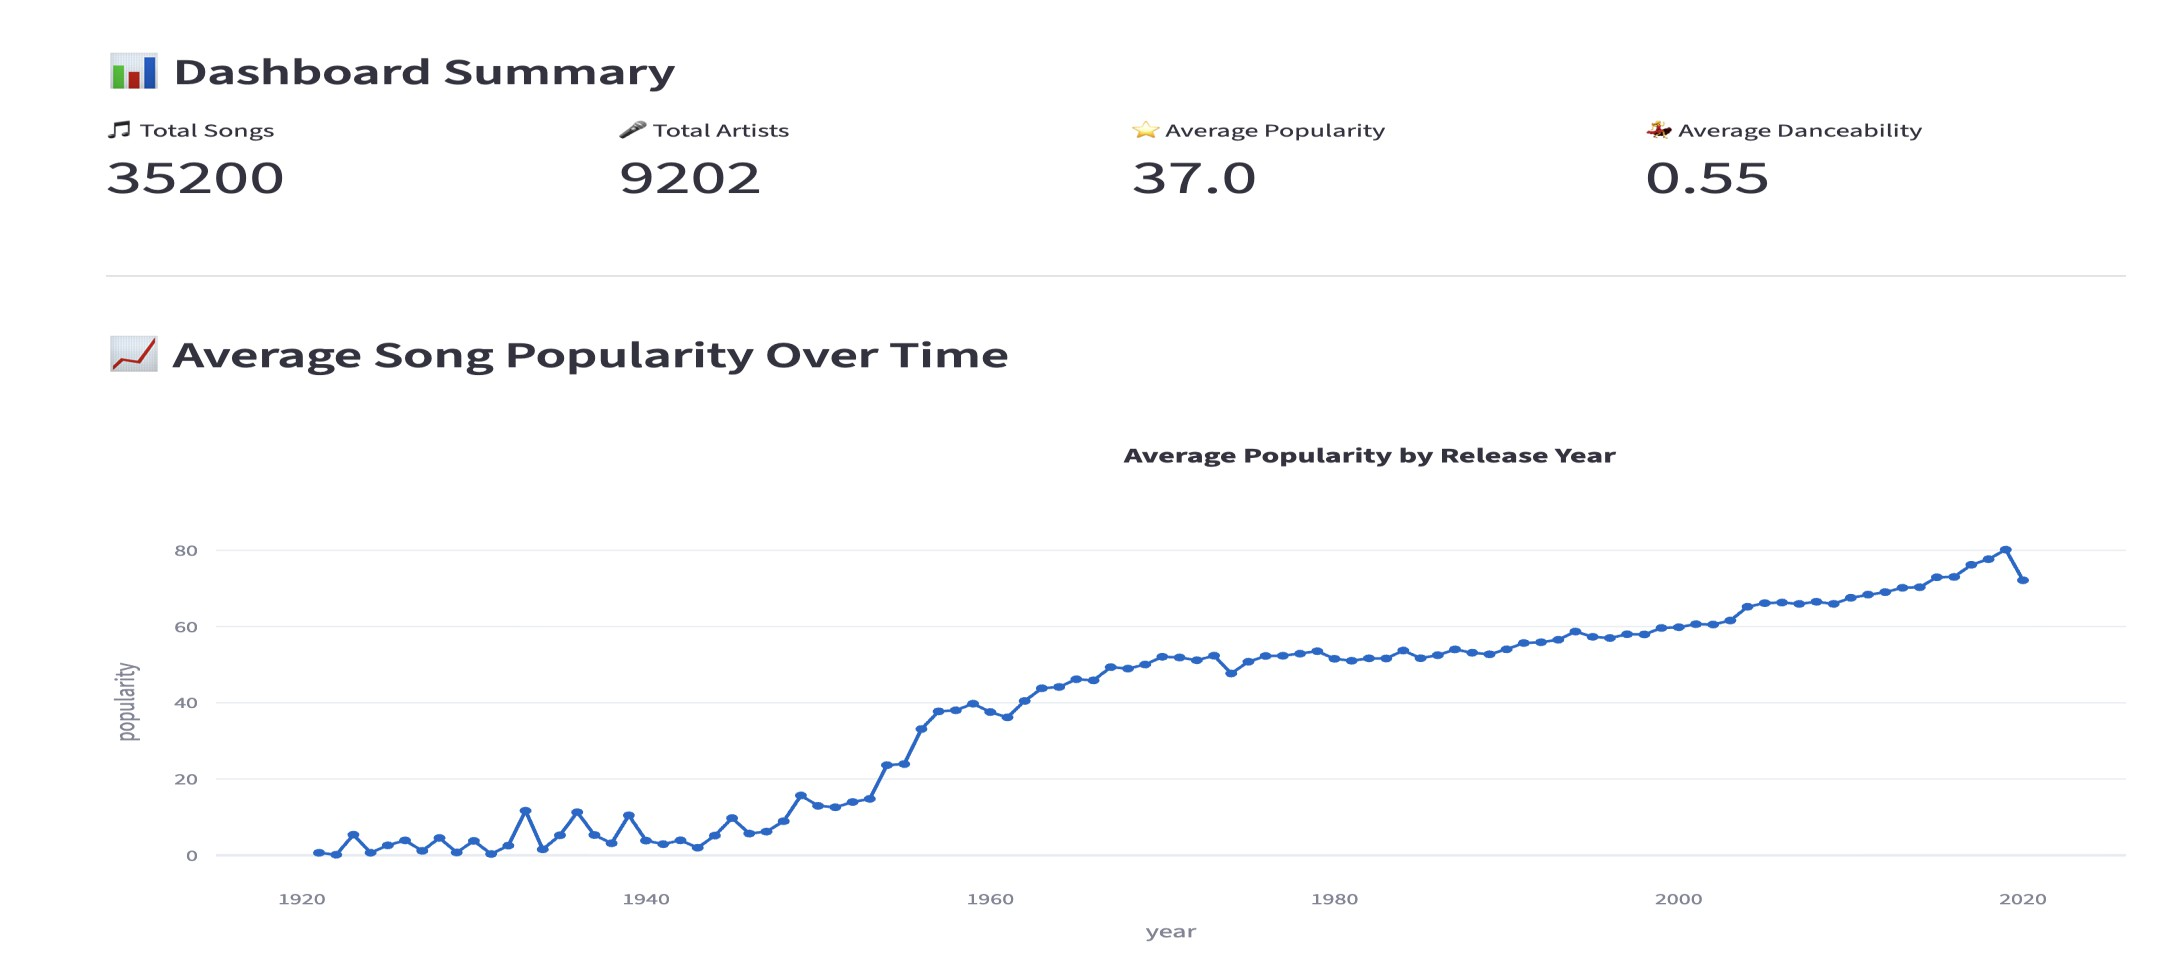 Dashboard Summary
Total Songs
35200
Total Artists
9202
Average Popularity
37.0
Average Danceability
0.55
Average Song Popularity Over Time
Average Popularity by Release Year
popularity
80
60
40
20
0
1920 1940 1960 1980 2000 2020
year